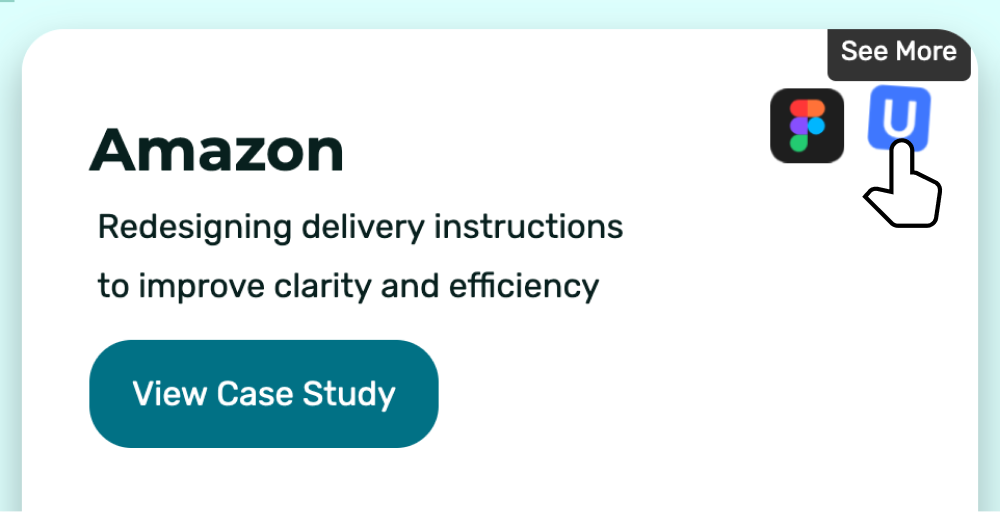 See More
U
Amazon
Redesigning delivery instructions
to improve clarity and efficiency
View Case Study